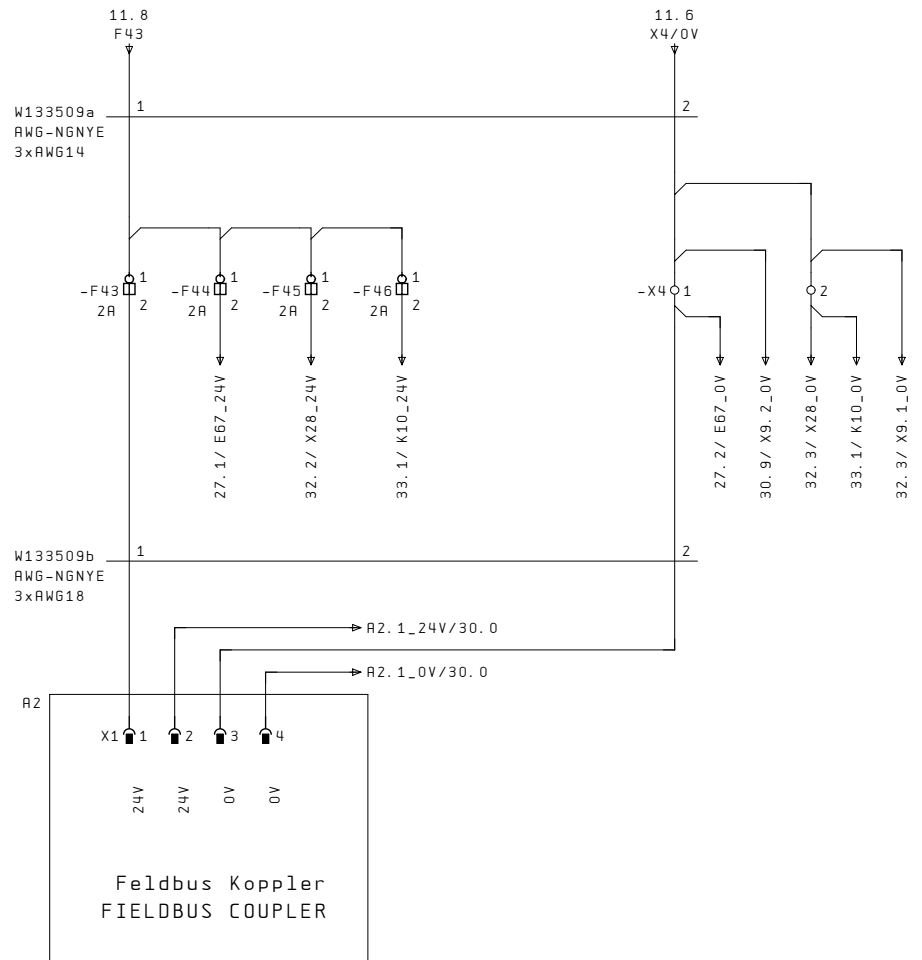 11.8
F43
11.6
X4/0V
W133509a
AWG-NGNYE
3xAWG14
1
2
-F43
1
2
2A
-F44
1
2
2A
-F45
1
2
2A
-F46
1
2
2A
-X4
1
2
27.1/ E67_24V
32.2/ X28_24V
33.1/ K10_24V
27.2/ E67_0V
30.9/ X9.2_0V
32.3/ X28_0V
33.1/ K10_0V
32.3/ X9.1_0V
W133509b
AWG-NGNYE
3xAWG18
1
2
A2.1_24V/30.0
A2.1_0V/30.0
A2
X1 1 2 3 4
24V
24V
0V
0V
Feldbus Koppler
FIELDBUS COUPLER